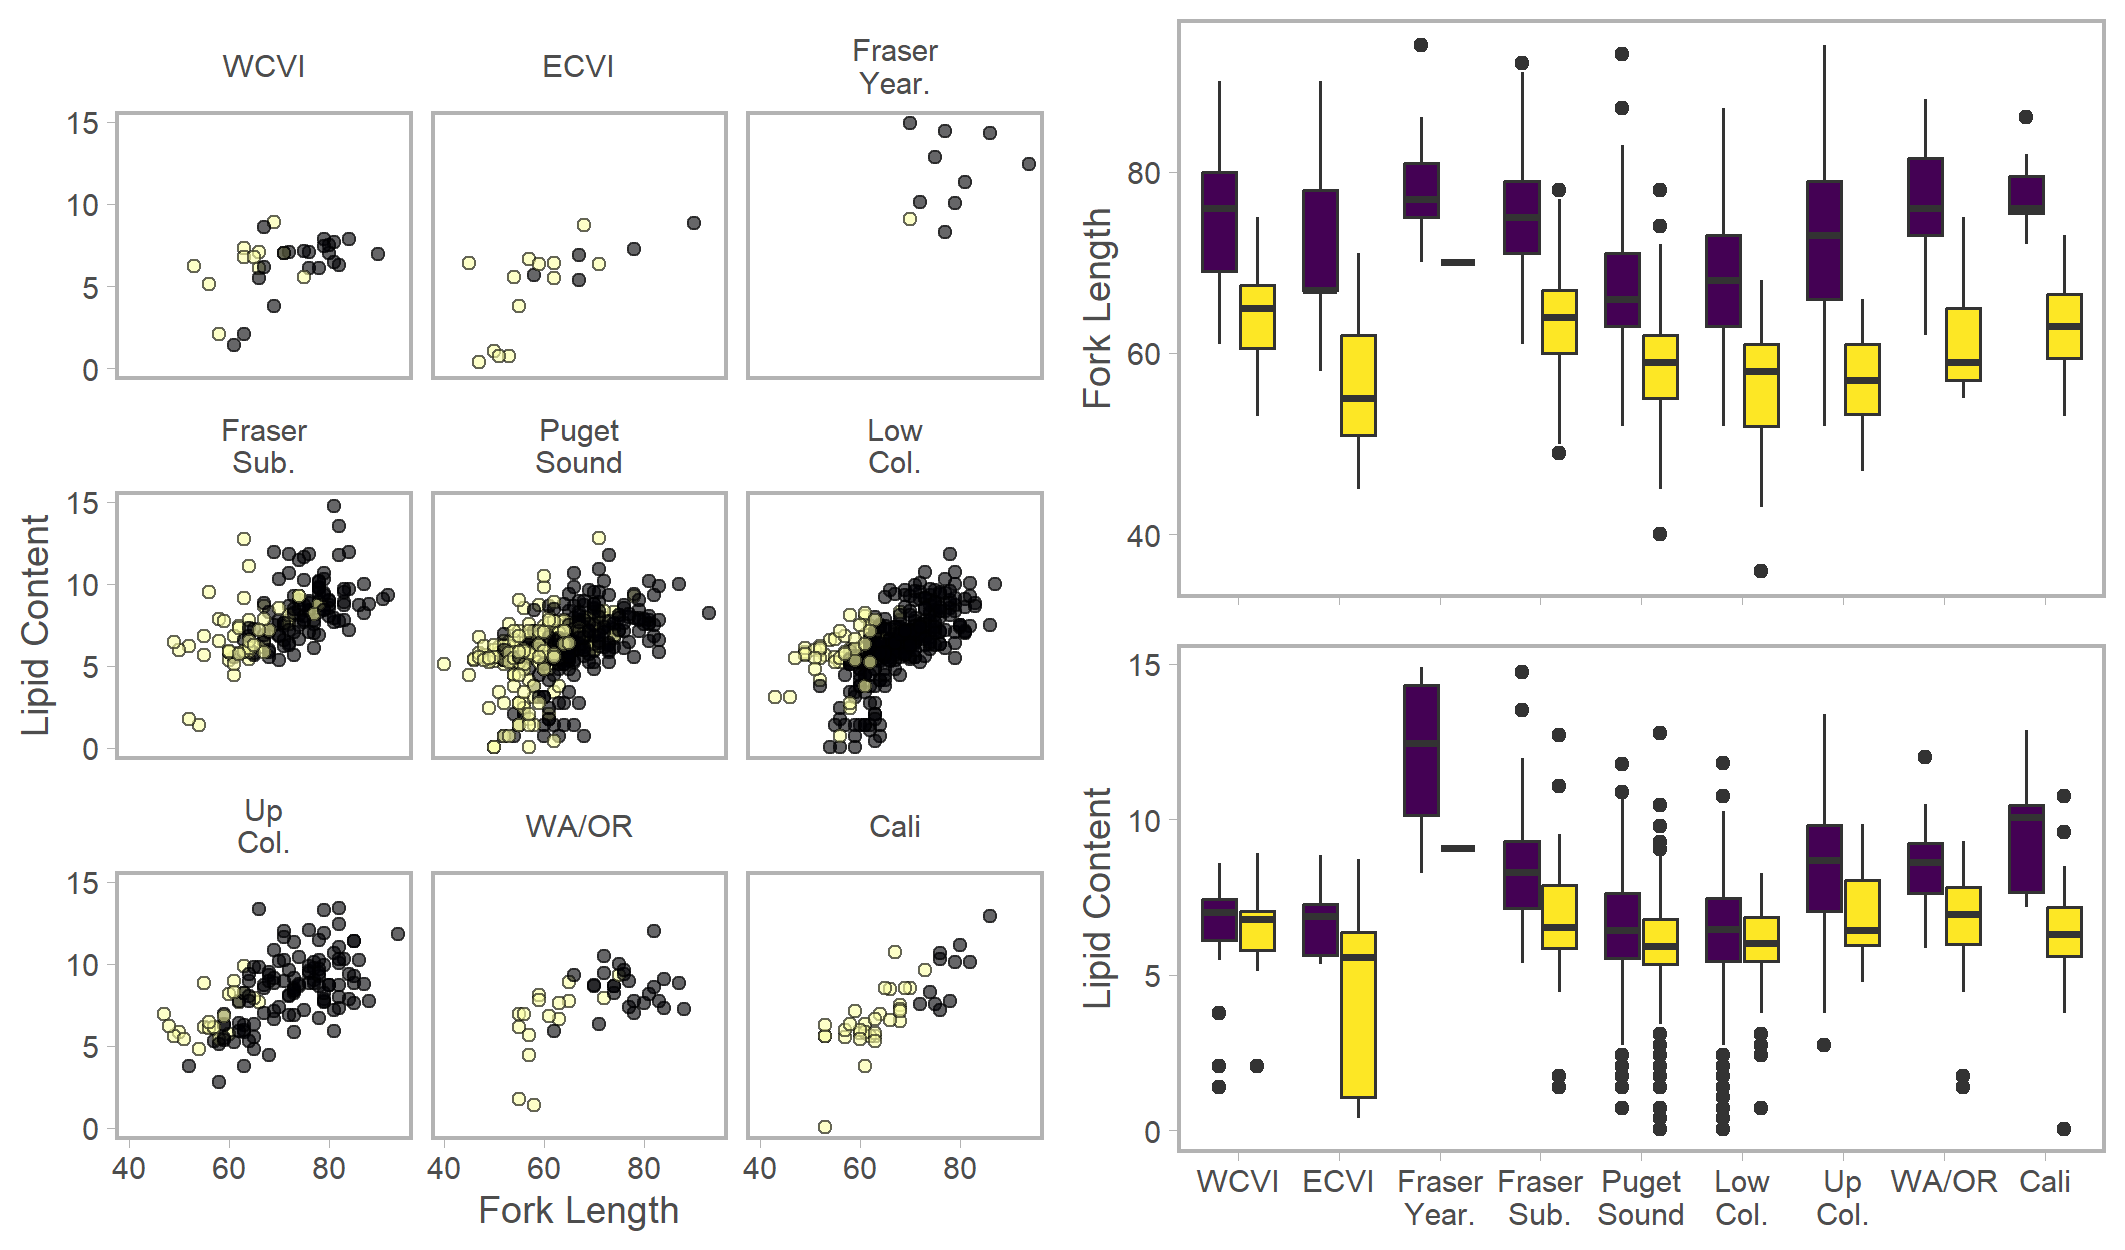 WCVI
ECVI
Fraser
Year.
15
10
5
0
Fraser
Sub.
Puget
Sound
Low
Col.
15
10
5
0
Up
Col.
WA/OR
Cali
15
10
5
0
40 60 80
40 60 80
40 60 80
Fork Length
Lipid Content
80
60
40
Fork Length
15
10
5
0
Lipid Content
WCVI
ECVI
Fraser
Year.
Fraser
Sub.
Puget
Sound
Low
Col.
Up
Col.
WA/OR
Cali